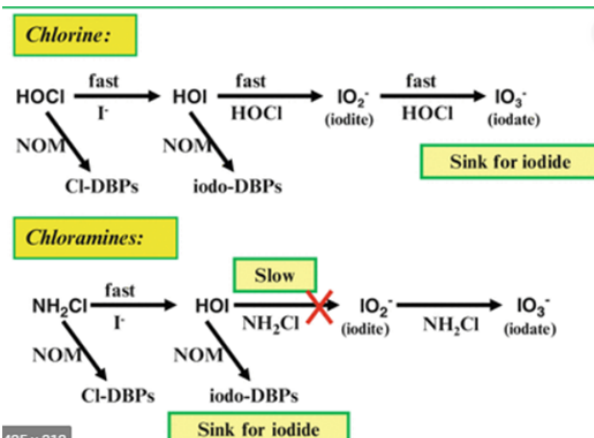 Chlorine:
fast fast fast
HOCl HOI IO₂⁻ IO₃⁻
I⁻ HOCl (iodite) HOCl (iodate)
NOM NOM
Sink for iodide
Cl-DBPs iodo-DBPs
Chloramines:
Slow
fast
NH₂Cl HOI IO₂⁻ IO₃⁻
I⁻ NH₂Cl (iodite) NH₂Cl (iodate)
NOM NOM
Cl-DBPs iodo-DBPs
Sink for iodide